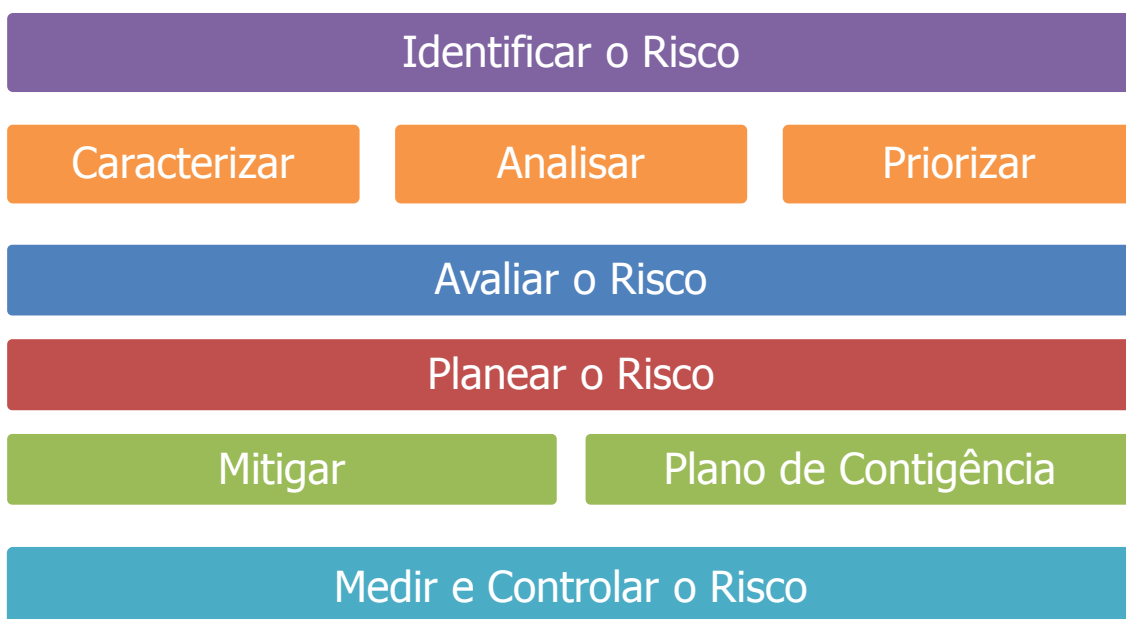 Identificar o Risco
Caracterizar
Analisar
Priorizar
Avaliar o Risco
Planear o Risco
Mitigar
Plano de Contigência
Medir e Controlar o Risco